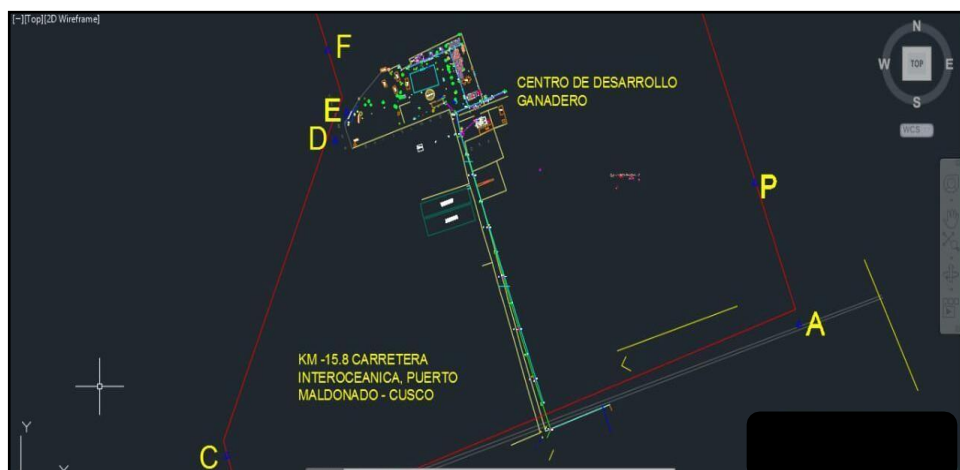 [−][Top][2D Wireframe]
N
W TOP E
S
WCS
F
E
D
CENTRO DE DESARROLLO
GANADERO
P
A
KM -15.8 CARRETERA
INTEROCEANICA, PUERTO
MALDONADO - CUSCO
C
Y
X